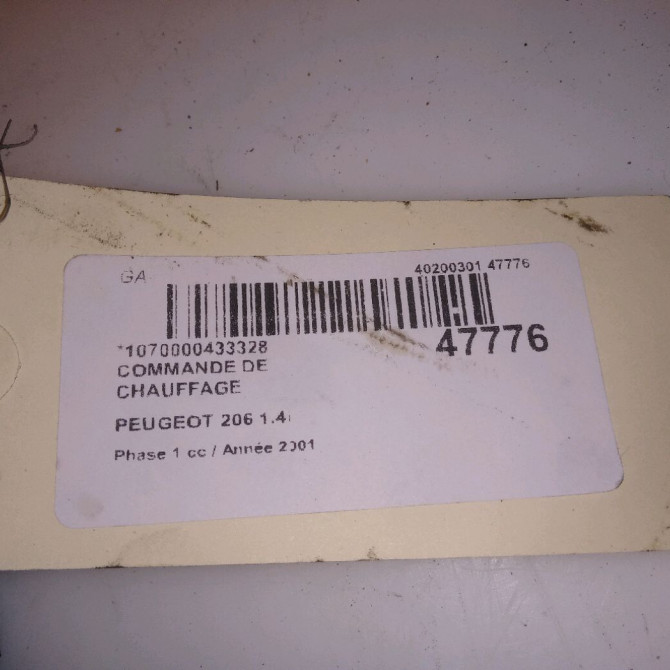 GA 40200301 47776
*1070000433328 47776
COMMANDE DE
CHAUFFAGE
PEUGEOT 206 1.4i
Phase 1 cc / Année 2001